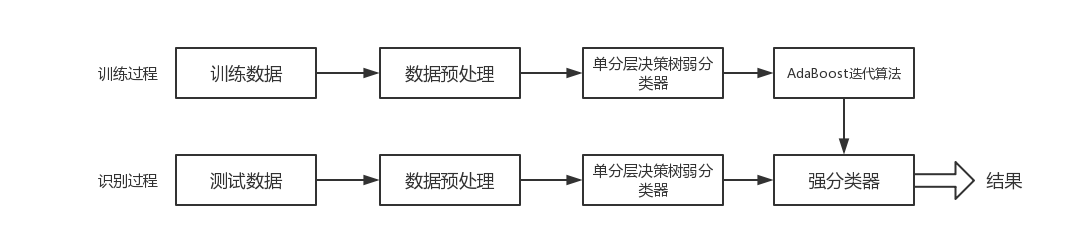 训练过程
训练数据
数据预处理
单分层决策树弱分
类器
AdaBoost迭代算法
识别过程
测试数据
数据预处理
单分层决策树弱分
类器
强分类器
结果